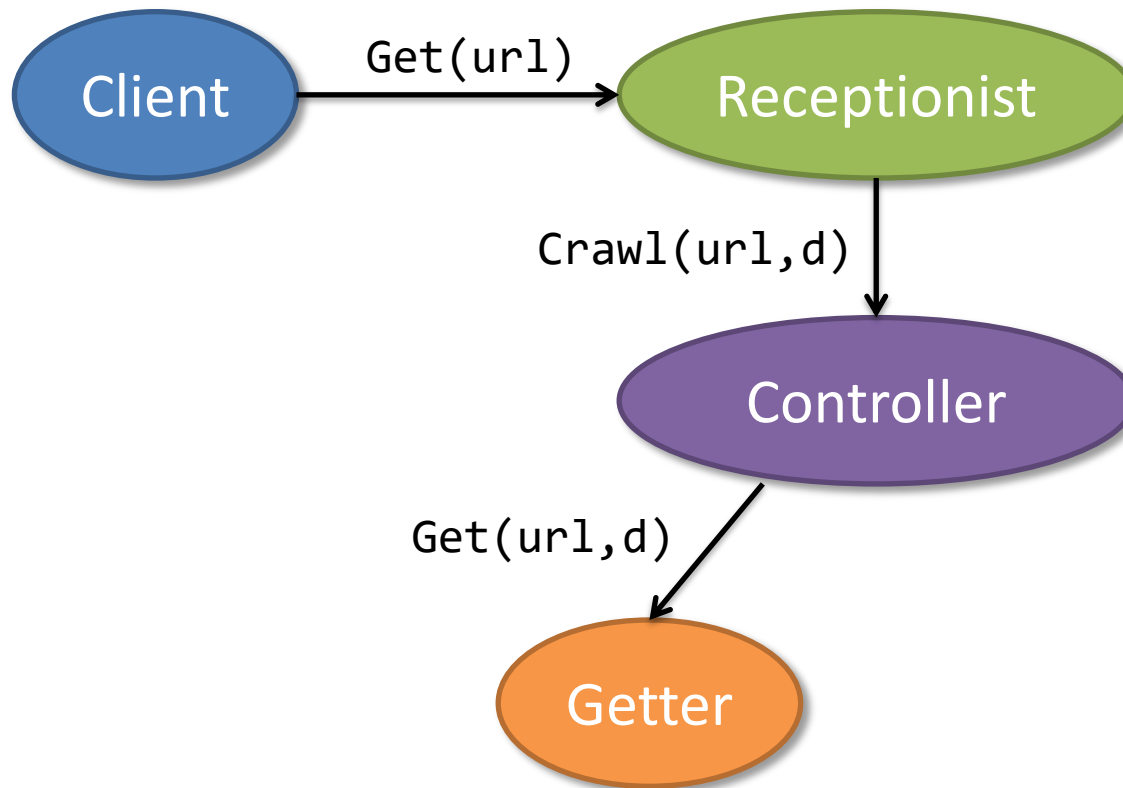 Client
Get(url)
Receptionist
Crawl(url,d)
Controller
Get(url,d)
Getter